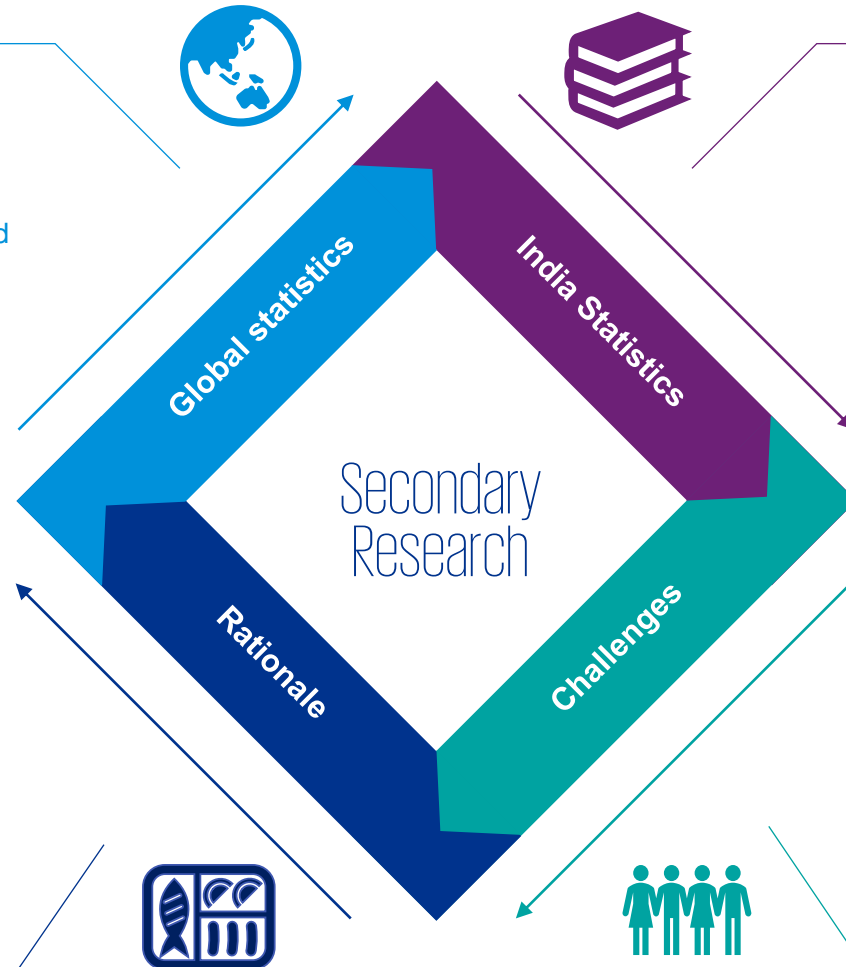 d
Global statistics
India Statistics
Secondary
Research
Rationale
Challenges